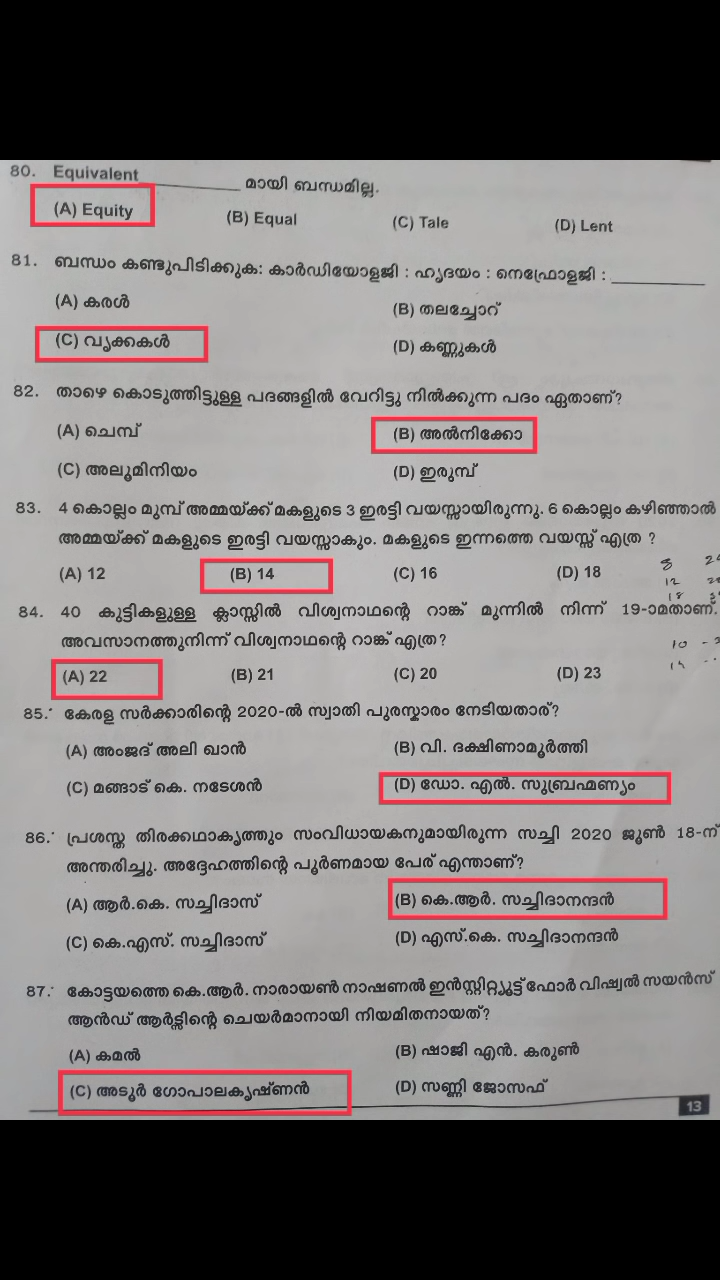 80. Equivalent ________ മായി ബന്ധമില്ല.
(A) Equity (B) Equal (C) Tale (D) Lent
81. ബന്ധം കണ്ടുപിടിക്കുക: കാർഡിയോളജി : ഹൃദയം : നെഫ്രോളജി : ________
(A) കരൾ (B) തലച്ചോറ്
(C) വൃക്കകൾ (D) കണ്ണുകൾ
82. താഴെ കൊടുത്തിട്ടുള്ള പദങ്ങളിൽ വേറിട്ടു നിൽക്കുന്ന പദം ഏതാണ്?
(A) ചെമ്പ് (B) അൽനിക്കോ
(C) അലൂമിനിയം (D) ഇരുമ്പ്
83. 4 കൊല്ലം മുമ്പ് അമ്മയ്ക്ക് മകളുടെ 3 ഇരട്ടി വയസ്സായിരുന്നു. 6 കൊല്ലം കഴിഞ്ഞാൽ
അമ്മയ്ക്ക് മകളുടെ ഇരട്ടി വയസ്സാകും. മകളുടെ ഇന്നത്തെ വയസ്സ് എത്ര ?
(A) 12 (B) 14 (C) 16 (D) 18
8
12
18
84. 40 കുട്ടികളുള്ള ക്ലാസ്സിൽ വിശ്വനാഥന്റെ റാങ്ക് മുന്നിൽ നിന്ന് 19-ാമതാണ്.
അവസാനത്തുനിന്ന് വിശ്വനാഥന്റെ റാങ്ക് എത്ര?
10 -
(A) 22 (B) 21 (C) 20 (D) 23
85. കേരള സർക്കാരിന്റെ 2020-ൽ സ്വാതി പുരസ്കാരം നേടിയതാര്?
(A) അംജദ് അലി ഖാൻ (B) വി. ദക്ഷിണാമൂർത്തി
(C) മങ്ങാട് കെ. നടേശൻ (D) ഡോ. എൽ. സുബ്രഹ്മണ്യം
86. പ്രശസ്ത തിരക്കഥാകൃത്തും സംവിധായകനുമായിരുന്ന സച്ചി 2020 ജൂൺ 18-ന്
അന്തരിച്ചു. അദ്ദേഹത്തിന്റെ പൂർണമായ പേര് എന്താണ്?
(A) ആർ.കെ. സച്ചിദാസ് (B) കെ.ആർ. സച്ചിദാനന്ദൻ
(C) കെ.എസ്. സച്ചിദാസ് (D) എസ്.കെ. സച്ചിദാനന്ദൻ
87. കോട്ടയത്തെ കെ.ആർ. നാരായൺ നാഷണൽ ഇൻസ്റ്റിറ്റ്യൂട്ട് ഫോർ വിഷ്വൽ സയൻസ്
ആൻഡ് ആർട്സിന്റെ ചെയർമാനായി നിയമിതനായത്?
(A) കമൽ (B) ഷാജി എൻ. കരുൺ
(C) അടൂർ ഗോപാലകൃഷ്ണൻ (D) സണ്ണി ജോസഫ്
13